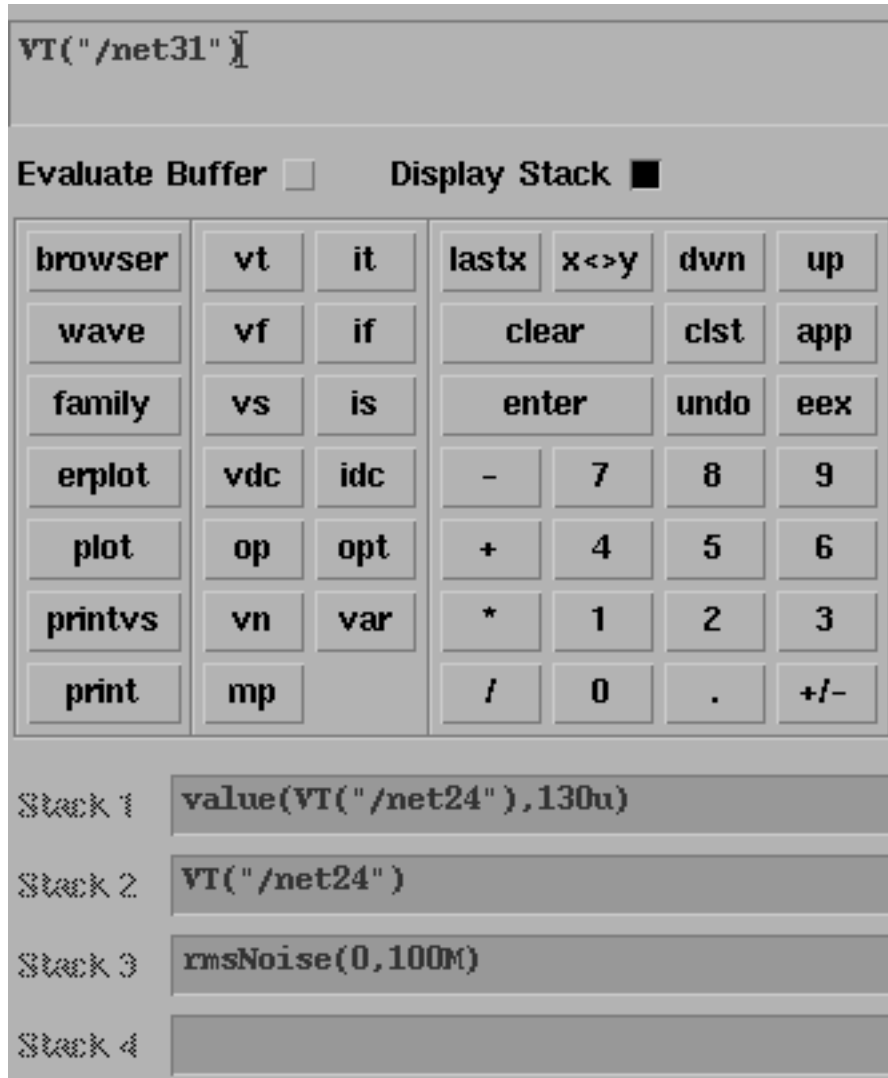 VT("/net31")
Evaluate Buffer Display Stack
browser vt it lastx x<>y dwn up
wave vf if clear clst app
family vs is enter undo eex
erplot vdc idc - 7 8 9
plot op opt + 4 5 6
printvs vn var * 1 2 3
print mp / 0 . +/-
Stack 1 value(VT("/net24"),130u)
Stack 2 VT("/net24")
Stack 3 rmsNoise(0,100M)
Stack 4